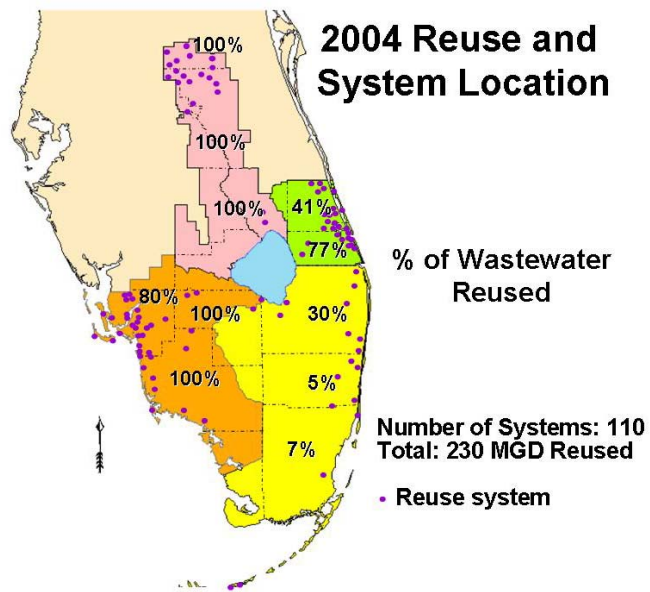 2004 Reuse and
System Location
100%
100%
100%
41%
77%
% of Wastewater
Reused
80%
100%
30%
100%
5%
7%
Number of Systems: 110
Total: 230 MGD Reused
Reuse system